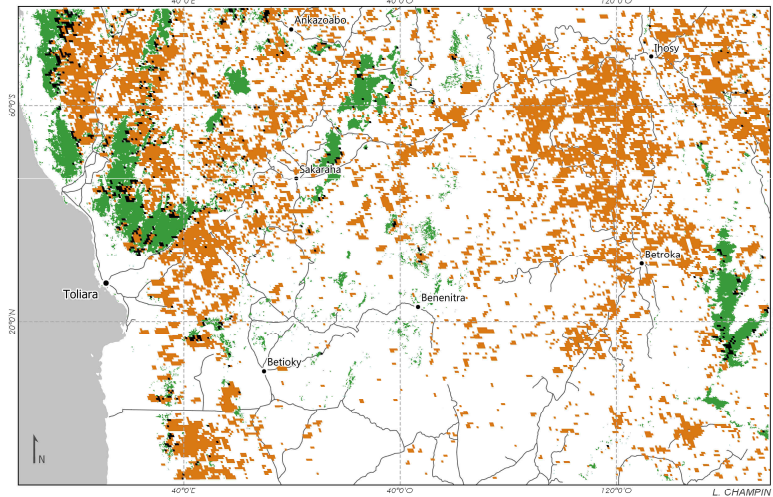 40°0'E 40°0'O 120°0'O
Ankazoabo
Ihosy
60°0'S
Sakaraha
Betroka
Toliara
Benenitra
20°0'N
Betioky
N
40°0'E 40°0'O 120°0'O
L. CHAMPIN